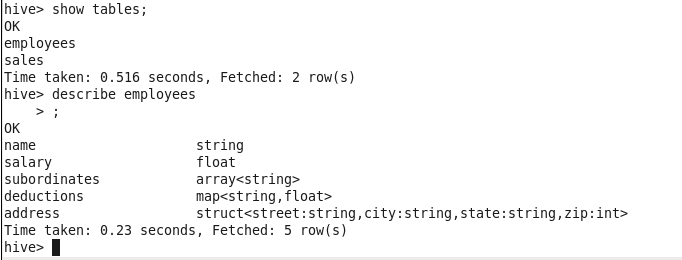 hive> show tables;
OK
employees
sales
Time taken: 0.516 seconds, Fetched: 2 row(s)
hive> describe employees
    > ;
OK
name                    string
salary                  float
subordinates            array<string>
deductions              map<string,float>
address                 struct<street:string,city:string,state:string,zip:int>
Time taken: 0.23 seconds, Fetched: 5 row(s)
hive>